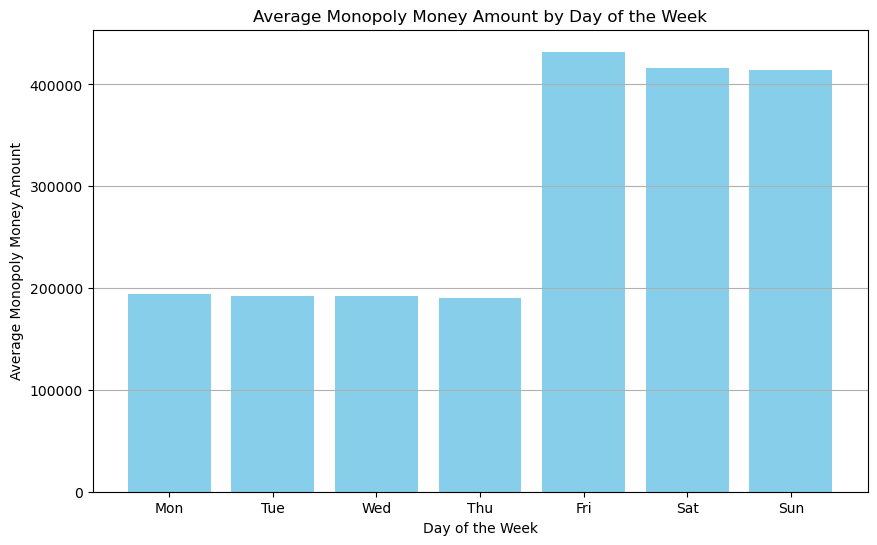 Average Monopoly Money Amount by Day of the Week
Average Monopoly Money Amount
400000
300000
200000
100000
0
Mon Tue Wed Thu Fri Sat Sun
Day of the Week